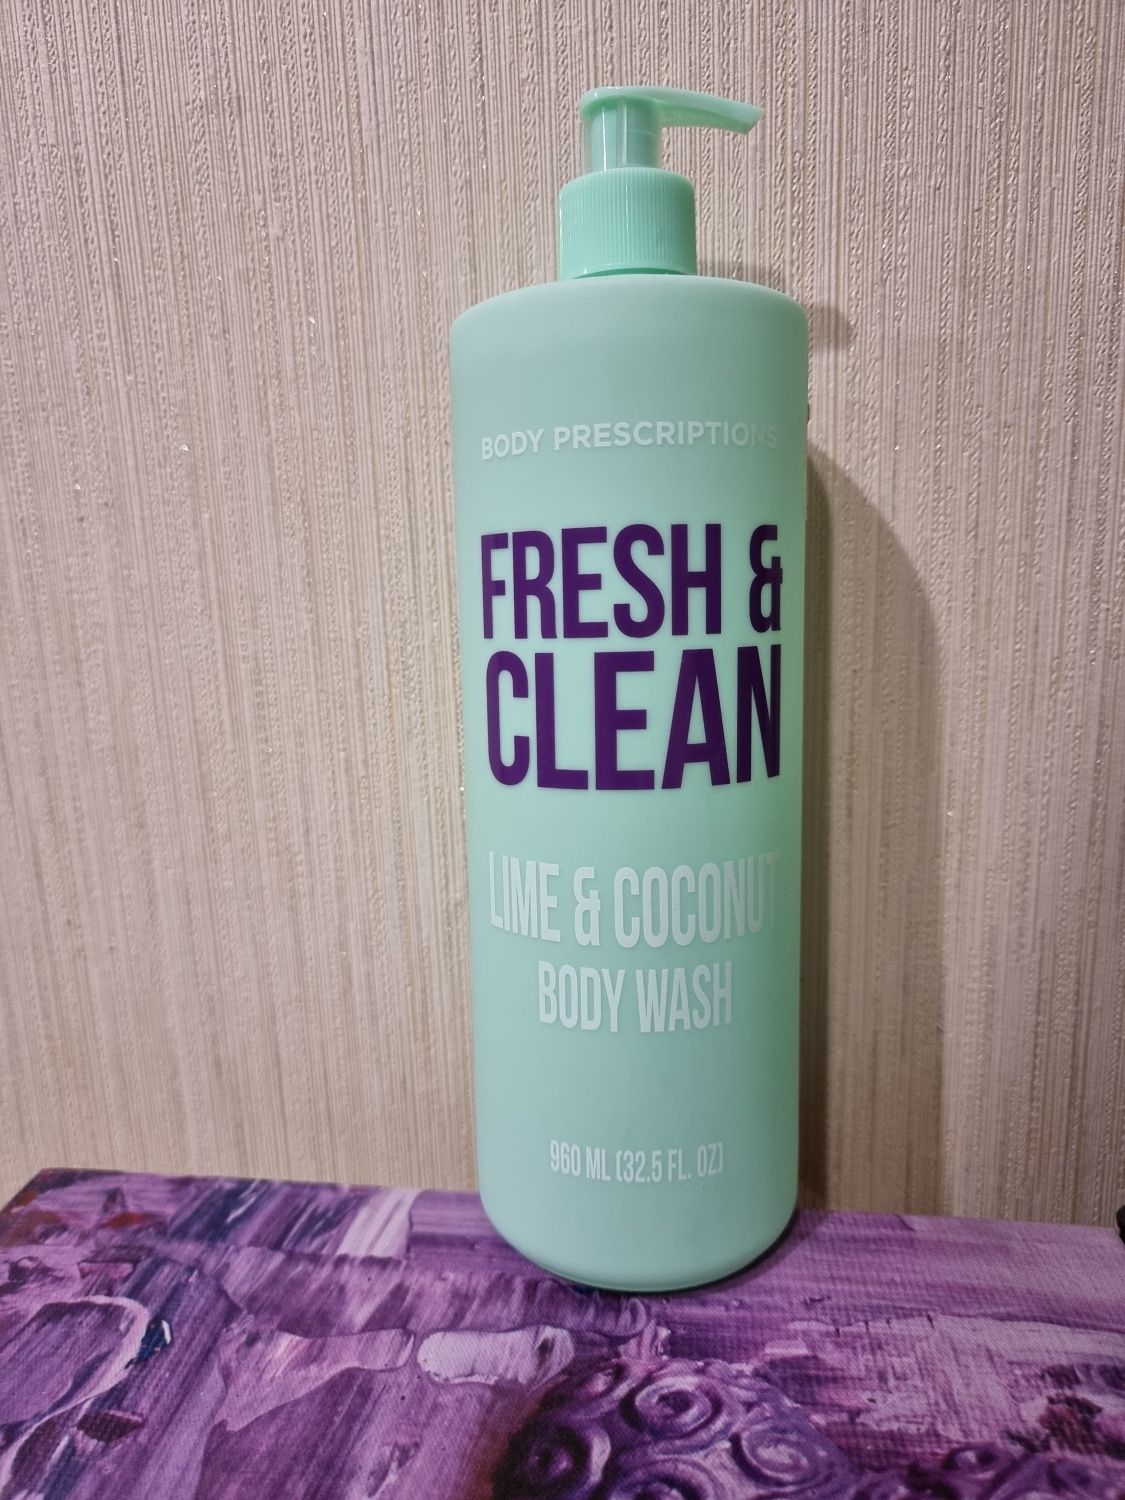 BODY PRESCRIPTIONS
FRESH &
CLEAN
LIME & COCONUT
BODY WASH
960 ML (32.5 FL. OZ)